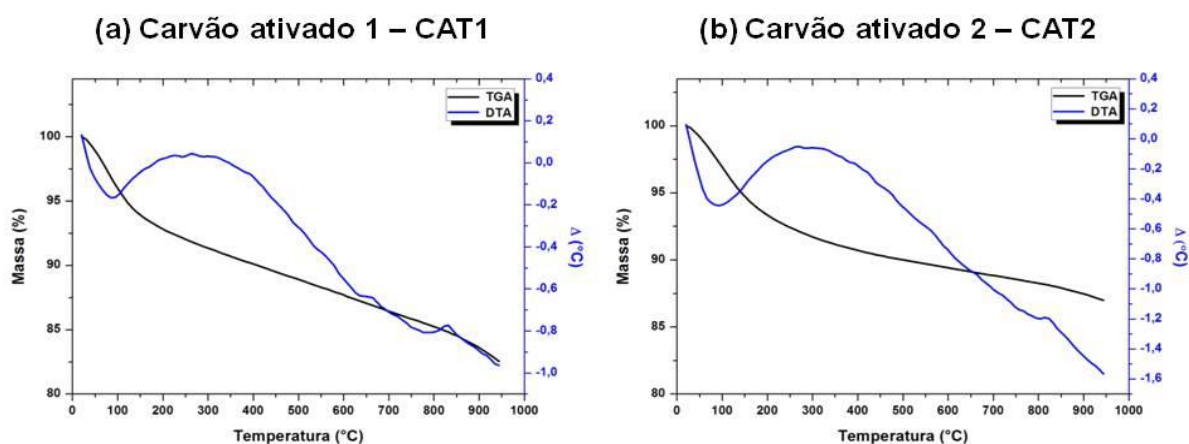 (a) Carvão ativado 1 – CAT1
TGA
DTA
100
95
90
85
80
Massa (%)
0,4
0,2
0,0
-0,2
-0,4
-0,6
-0,8
-1,0
Δ (°C)
0 100 200 300 400 500 600 700 800 900 1000
Temperatura (°C)
(b) Carvão ativado 2 – CAT2
TGA
DTA
100
95
90
85
80
Massa (%)
0,4
0,2
0,0
-0,2
-0,4
-0,6
-0,8
-1,0
-1,2
-1,4
-1,6
Δ (°C)
0 100 200 300 400 500 600 700 800 900 1000
Temperatura (°C)